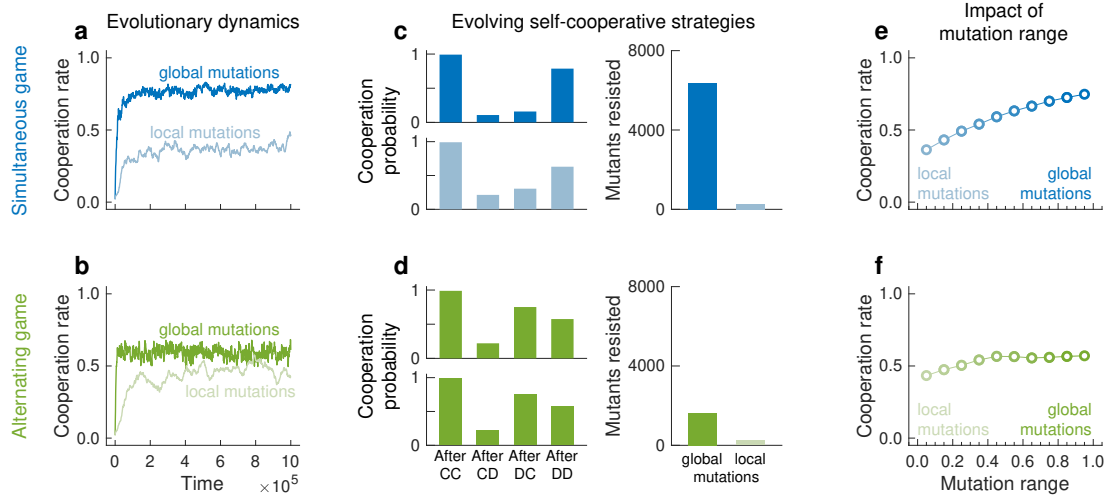 Evolutionary dynamics
Evolving self-cooperative strategies
Impact of
mutation range
Simultaneous game
a
Cooperation rate
1.0
0.5
0.0
global mutations
local mutations
c
Cooperation
probability
1
0
1
0
Mutants resisted
8000
6000
4000
0
e
Cooperation rate
1.0
0.5
0.0
local
mutations
global
mutations
Alternating game
b
Cooperation rate
1.0
0.5
0.0
global mutations
local mutations
0 2 4 6 8 10
Time
×10⁵
d
Cooperation
probability
1
0
1
0
After
CC
After
CD
After
DC
After
DD
Mutants resisted
8000
6000
4000
0
global local
mutations
f
Cooperation rate
1.0
0.5
0.0
local
mutations
global
mutations
0.0 0.2 0.4 0.6 0.8 1.0
Mutation range